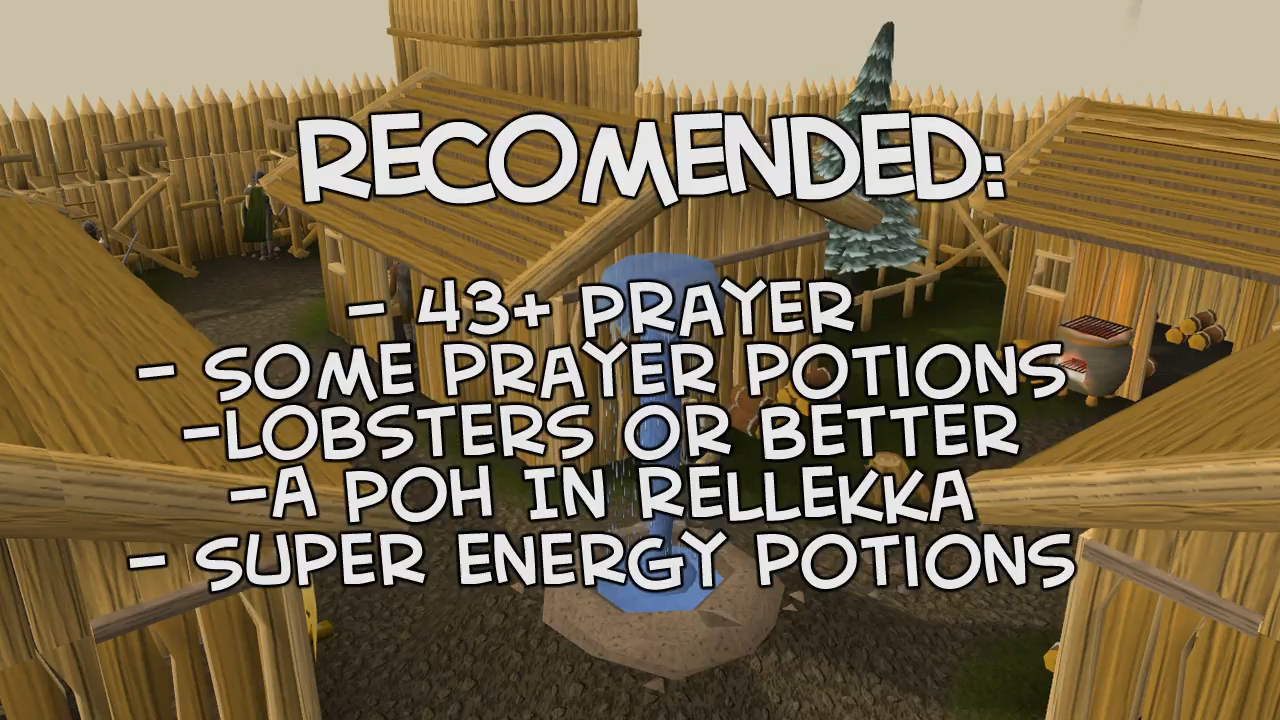 RECOMENDED:
- 43+ PRAYER
- SOME PRAYER POTIONS
-LOBSTERS OR BETTER
-A POH IN RELLEKKA
- SUPER ENERGY POTIONS